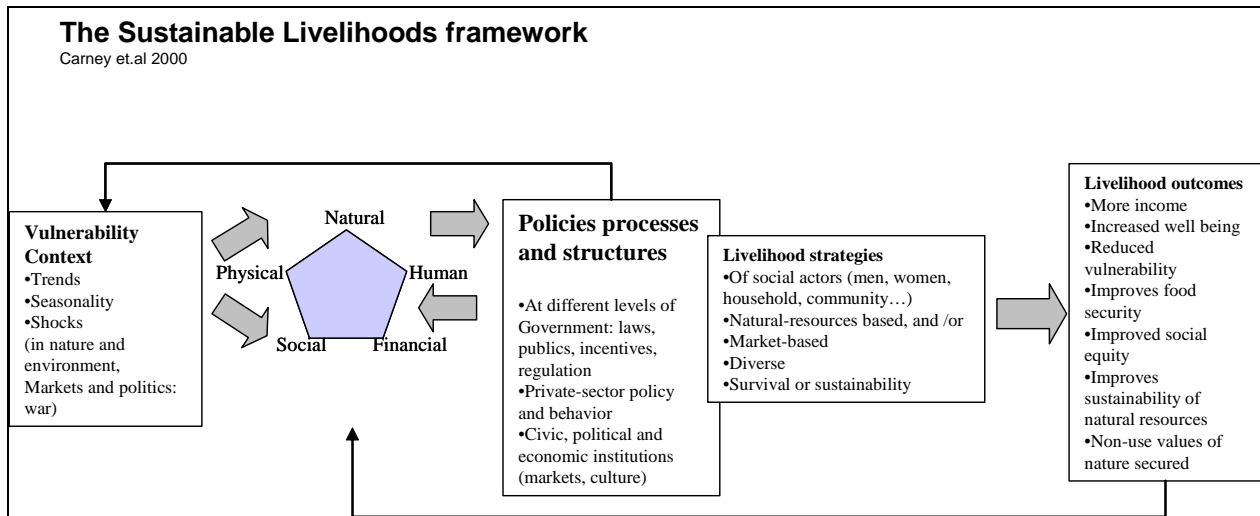 The Sustainable Livelihoods framework
Carney et.al 2000
Vulnerability
Context
•Trends
•Seasonality
•Shocks
(in nature and
environment,
Markets and politics:
war)
Natural
Physical
Human
Social
Financial
Policies processes
and structures
•At different levels of
Government: laws,
publics, incentives,
regulation
•Private-sector policy
and behavior
•Civic, political and
economic institutions
(markets, culture)
Livelihood strategies
•Of social actors (men, women,
household, community…)
•Natural-resources based, and /or
•Market-based
•Diverse
•Survival or sustainability
Livelihood outcomes
•More income
•Increased well being
•Reduced
vulnerability
•Improves food
security
•Improved social
equity
•Improves
sustainability of
natural resources
•Non-use values of
nature secured